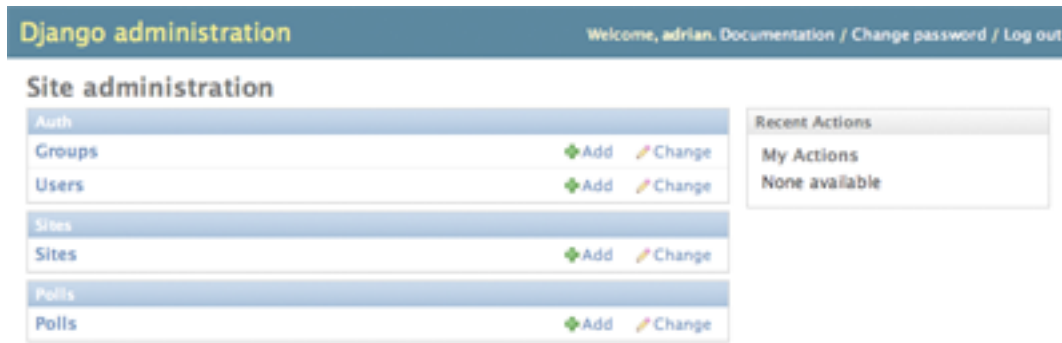 Django administration
Welcome, adrian. Documentation / Change password / Log out
Site administration
Auth
Groups Add Change
Users Add Change
Sites
Sites Add Change
Polls
Polls Add Change
Recent Actions
My Actions
None available